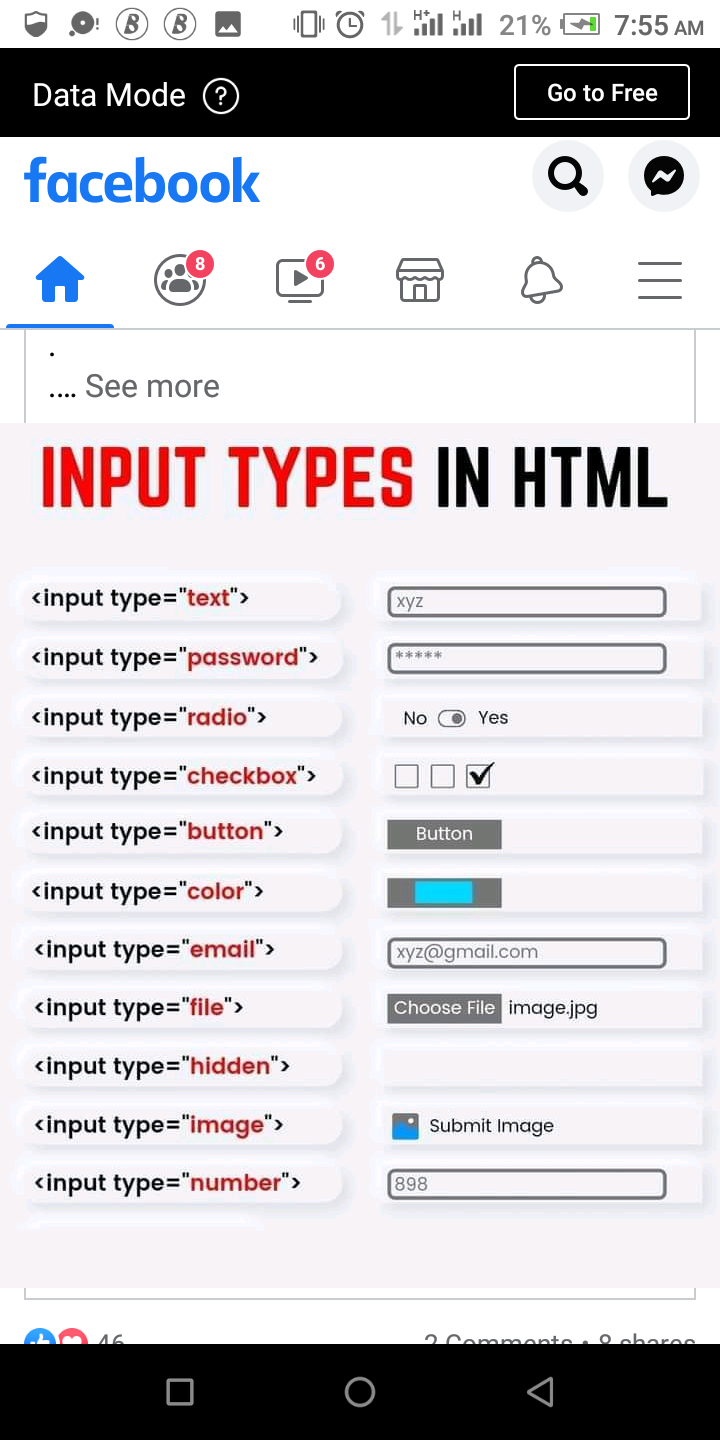 21% 7:55 AM
Data Mode ? Go to Free
facebook
8 6
.
.... See more
INPUT TYPES IN HTML
<input type="text"> xyz
<input type="password"> *****
<input type="radio"> No Yes
<input type="checkbox">
<input type="button"> Button
<input type="color">
<input type="email"> xyz@gmail.com
<input type="file"> Choose File image.jpg
<input type="hidden">
<input type="image"> Submit Image
<input type="number"> 898
46 2 Comments • 8 shares